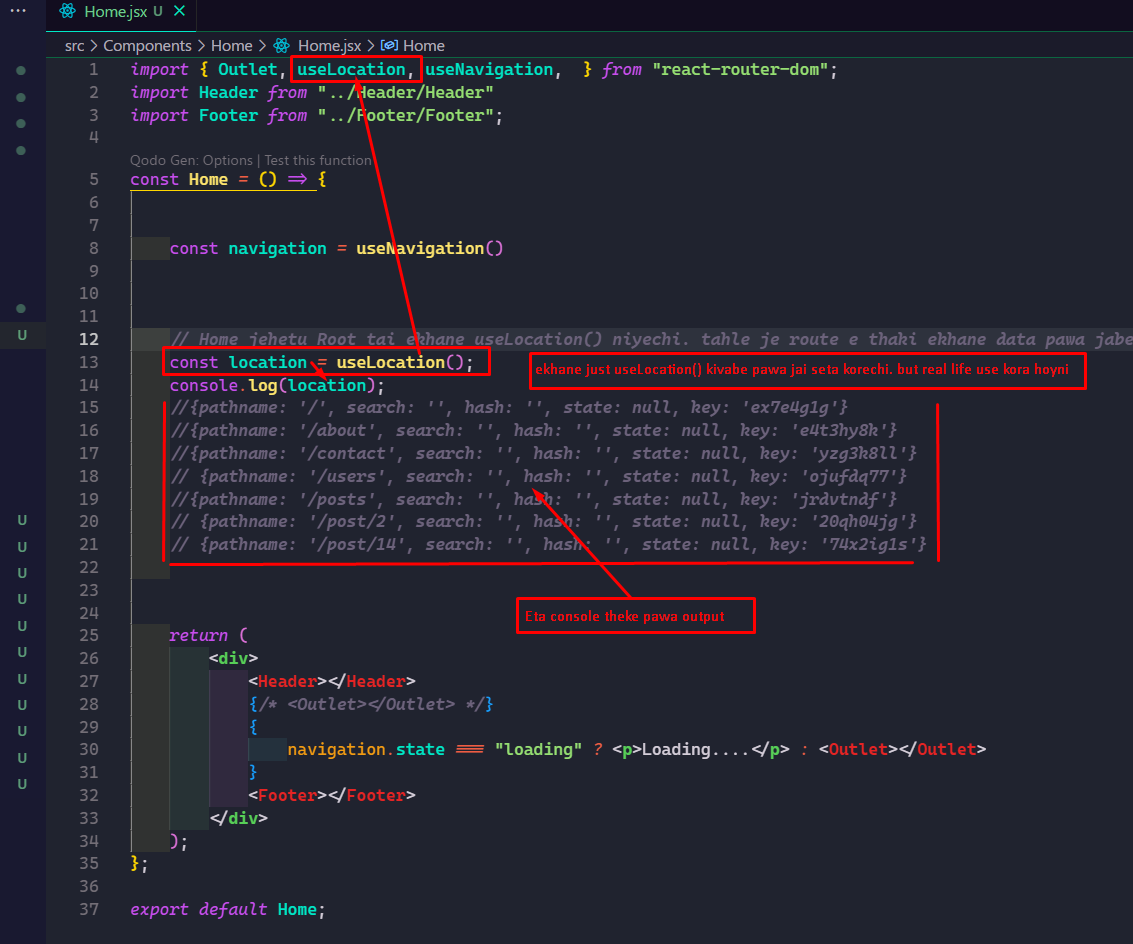 Home.jsx U ×
src > Components > Home > Home.jsx > Home
1 import { Outlet, useLocation, useNavigation,  } from "react-router-dom";
2 import Header from "../Header/Header"
3 import Footer from "../Footer/Footer";
4
Qodo Gen: Options | Test this function
5 const Home = () => {
6
7
8 const navigation = useNavigation()
9
10
11
12 // Home jehetu Root tai ekhane useLocation() niyechi. tahle je route e thaki ekhane data pawa jabe
U
13 const location = useLocation();
ekhane just useLocation() kivabe pawa jai seta korechi. but real life use kora hoyni
14 console.log(location);
15 //{pathname: '/', search: '', hash: '', state: null, key: 'ex7e4g1g'}
16 //{pathname: '/about', search: '', hash: '', state: null, key: 'e4t3hy8k'}
17 //{pathname: '/contact', search: '', hash: '', state: null, key: 'yzg3k8ll'}
18 // {pathname: '/users', search: '', hash: '', state: null, key: 'ojufdq77'}
19 //{pathname: '/posts', search: '', hash: '', state: null, key: 'jrdvtndf'}
20 // {pathname: '/post/2', search: '', hash: '', state: null, key: '20qh04jg'}
U
21 // {pathname: '/post/14', search: '', hash: '', state: null, key: '74x2ig1s'}
U
22
U
23
U
24
Eta console theke pawa output
U
25 return (
U
26 <div>
U
27 <Header></Header>
U
28 {/* <Outlet></Outlet> */}
U
29 {
U
30 navigation.state === "loading" ? <p>Loading....</p> : <Outlet></Outlet>
U
31 }
U
32 <Footer></Footer>
33 </div>
34 );
35 };
36
37 export default Home;